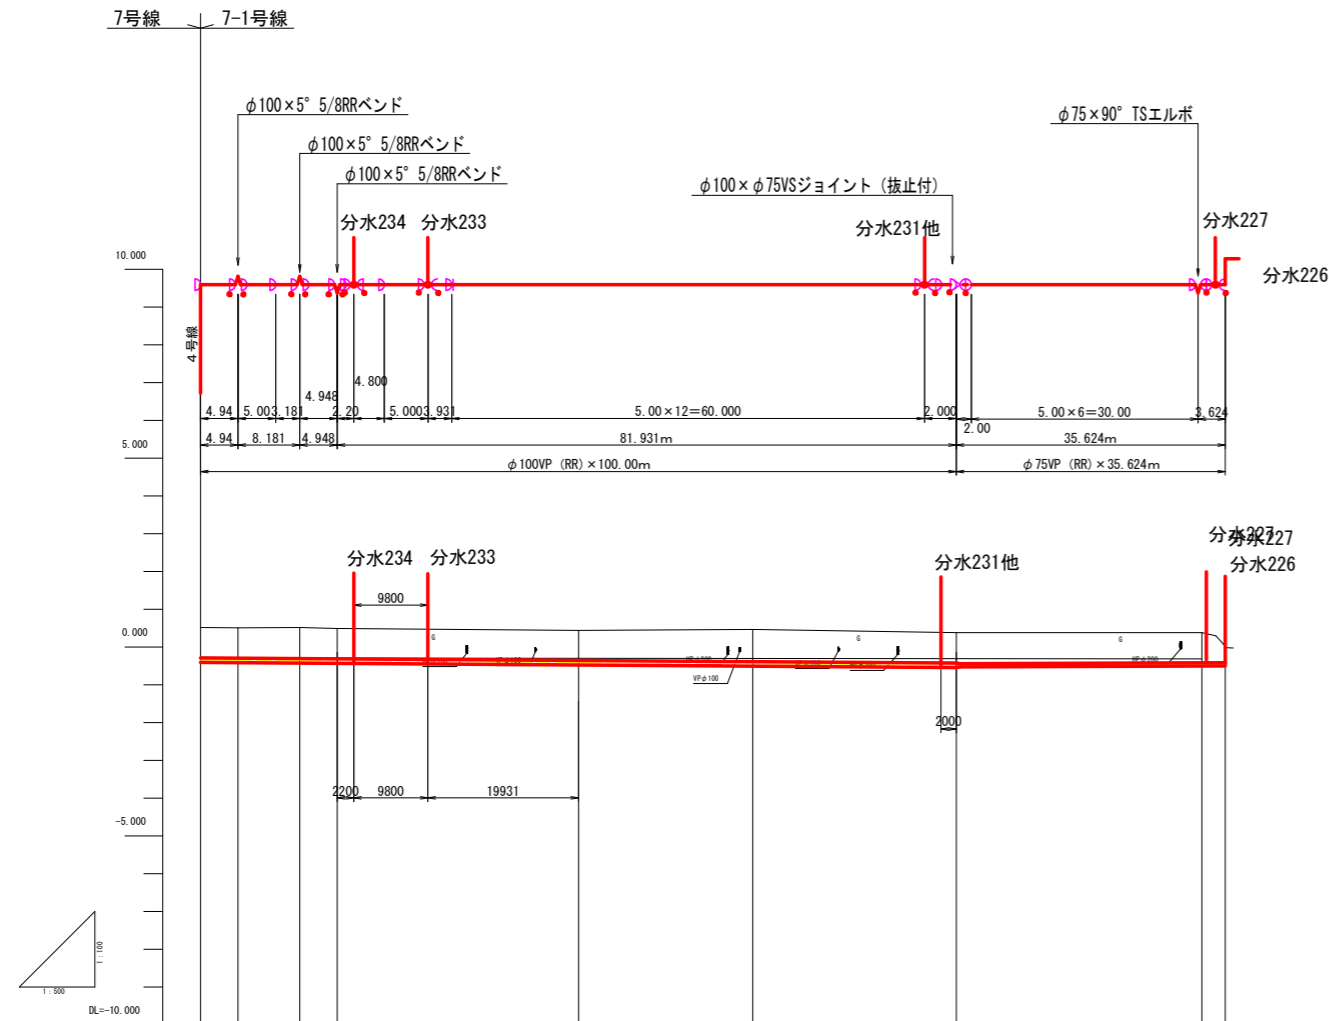 7号線 7-1号線
φ100×5° 5/8RRベンド
φ75×90° TSエルボ
φ100×5° 5/8RRベンド
φ100×5° 5/8RRベンド
φ100×φ75VSジョイント（抜止付）
分水234 分水233 分水231他 分水227
10.000
分水226
4号線
4.800
4.948
4.94 5.00 3.181 2.20 5.000 3.931 5.00×12=60.000 2.000 5.00×6=30.00 3.624
2.00
4.94 8.181 4.948 81.931m 35.624m
5.000
φ100VP (RR)×100.00m φ75VP (RR)×35.624m
分水227
分水227
分水234 分水233 分水231他 分水226
9800
0.000
G G G
HPφ200
VPφ100
2000
2200 9800 19931
-5.000
1:100
1:500
DL=-10.000